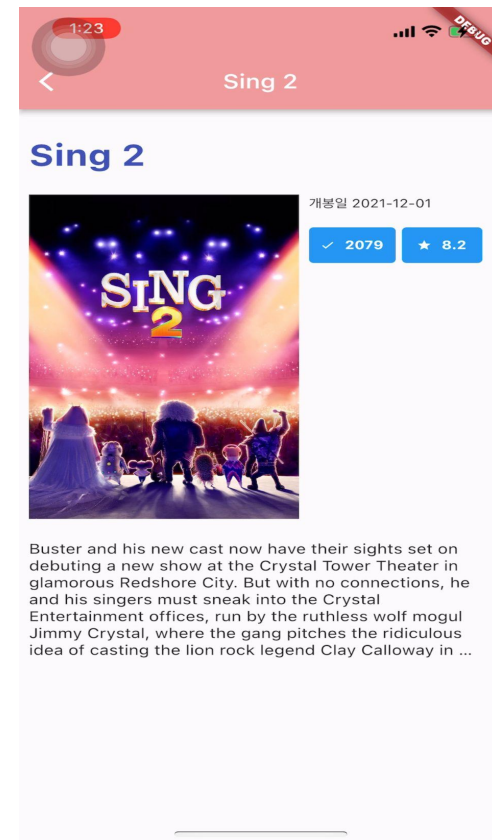 1:23
DEBUG
Sing 2
Sing 2
개봉일 2021-12-01
2079
8.2
SING
2
Buster and his new cast now have their sights set on
debuting a new show at the Crystal Tower Theater in
glamorous Redshore City. But with no connections, he
and his singers must sneak into the Crystal
Entertainment offices, run by the ruthless wolf mogul
Jimmy Crystal, where the gang pitches the ridiculous
idea of casting the lion rock legend Clay Calloway in ...